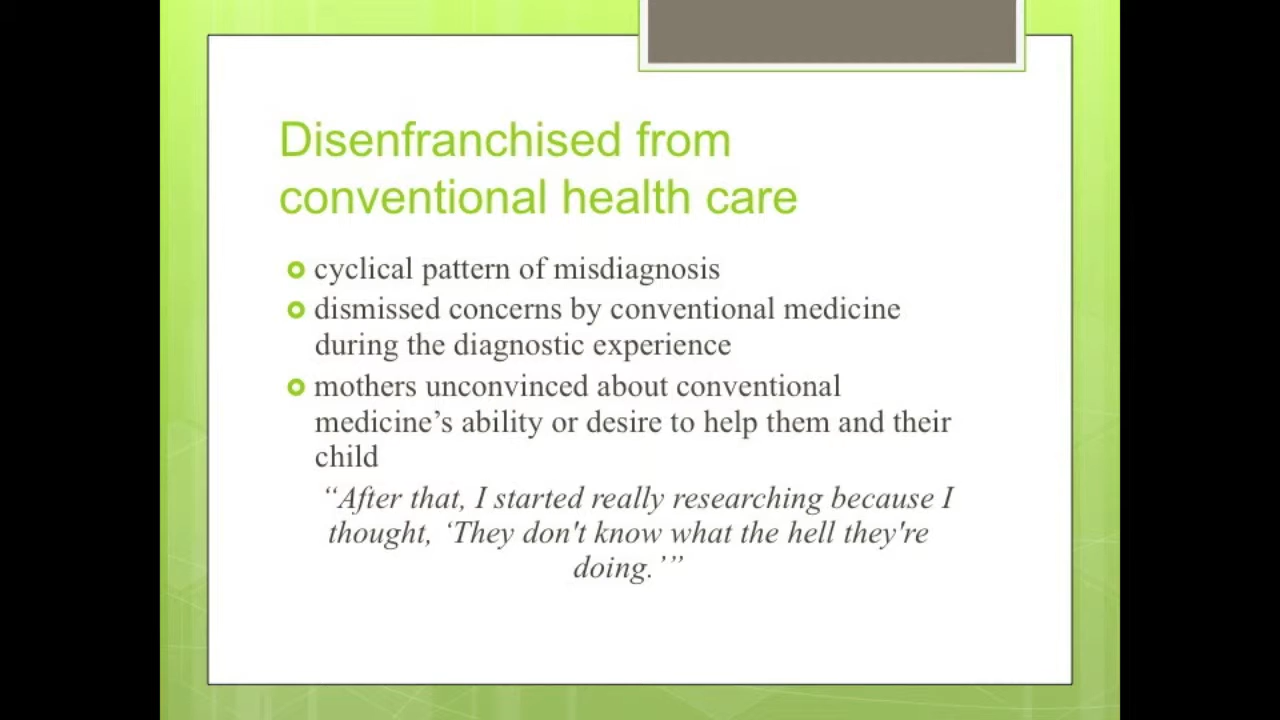 Disenfranchised from
conventional health care
cyclical pattern of misdiagnosis
dismissed concerns by conventional medicine
during the diagnostic experience
mothers unconvinced about conventional
medicine’s ability or desire to help them and their
child
“After that, I started really researching because I
thought, ‘They don't know what the hell they're
doing.’”